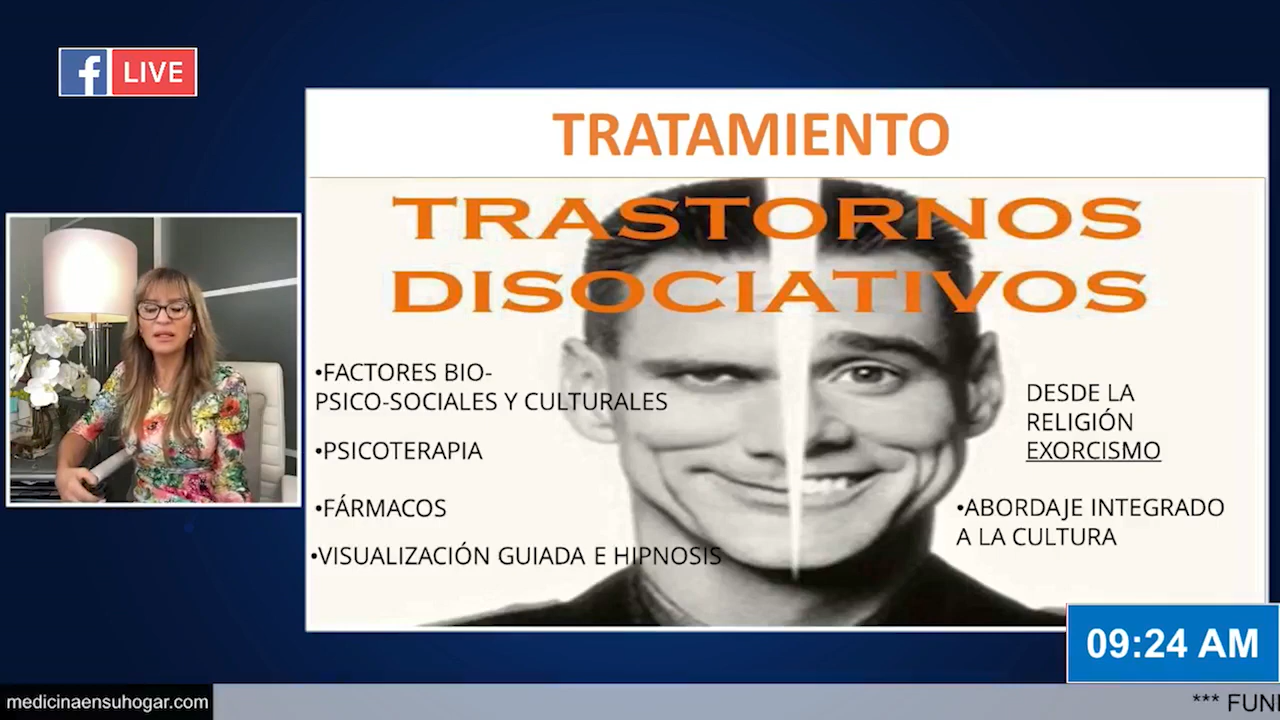 f LIVE
TRATAMIENTO
TRASTORNOS
DISOCIATIVOS
•FACTORES BIO-
PSICO-SOCIALES Y CULTURALES
•PSICOTERAPIA
•FÁRMACOS
•VISUALIZACIÓN GUIADA E HIPNOSIS
DESDE LA
RELIGIÓN
EXORCISMO
•ABORDAJE INTEGRADO
A LA CULTURA
09:24 AM
medicinaensuhogar.com
***